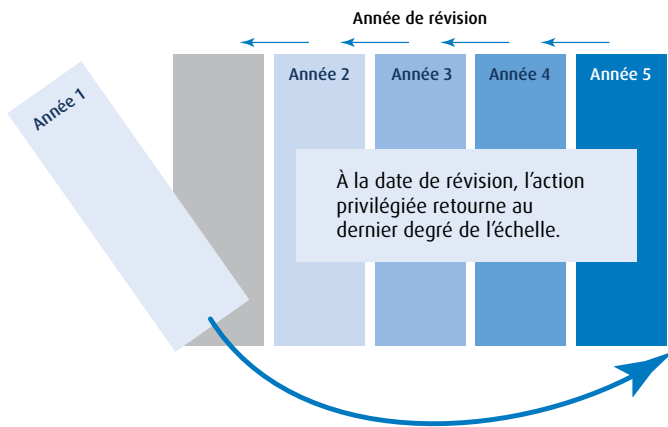 Année de révision
Année 1
Année 2
Année 3
Année 4
Année 5
À la date de révision, l’action
privilégiée retourne au
dernier degré de l’échelle.